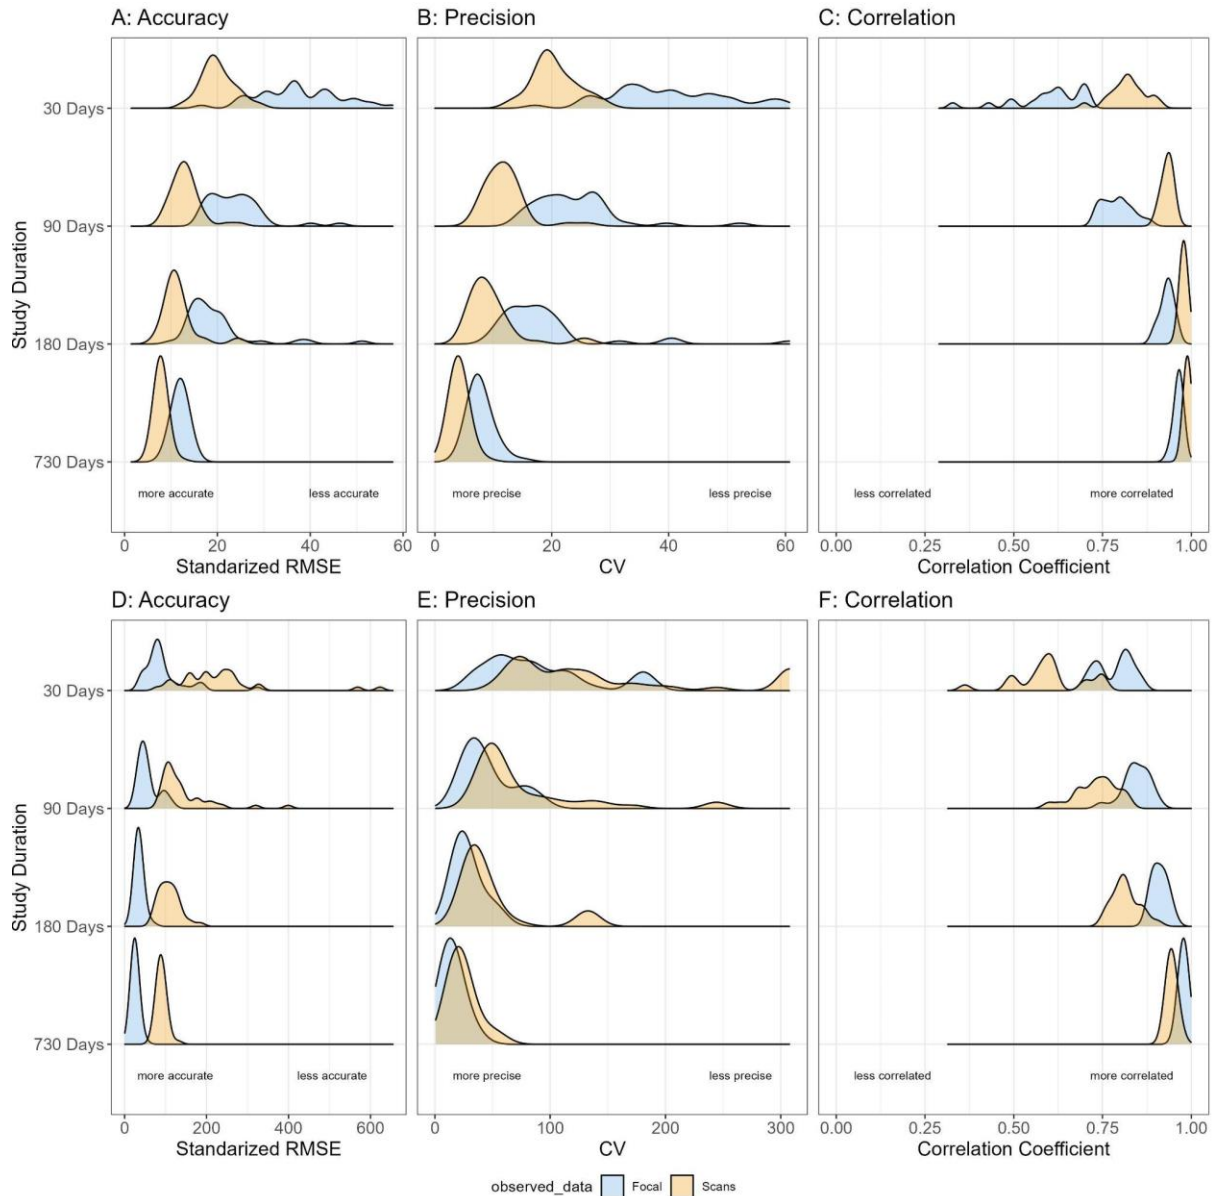 A: Accuracy
B: Precision
C: Correlation
Study Duration
30 Days
90 Days
180 Days
730 Days
more accurate
less accurate
more precise
less precise
less correlated
more correlated
0 20 40 60
0 20 40 60
0.00 0.25 0.50 0.75 1.00
Standarized RMSE
CV
Correlation Coefficient
D: Accuracy
E: Precision
F: Correlation
Study Duration
30 Days
90 Days
180 Days
730 Days
more accurate
less accurate
more precise
less precise
less correlated
more correlated
0 200 400 600
0 100 200 300
0.00 0.25 0.50 0.75 1.00
Standarized RMSE
CV
Correlation Coefficient
observed_data Focal Scans